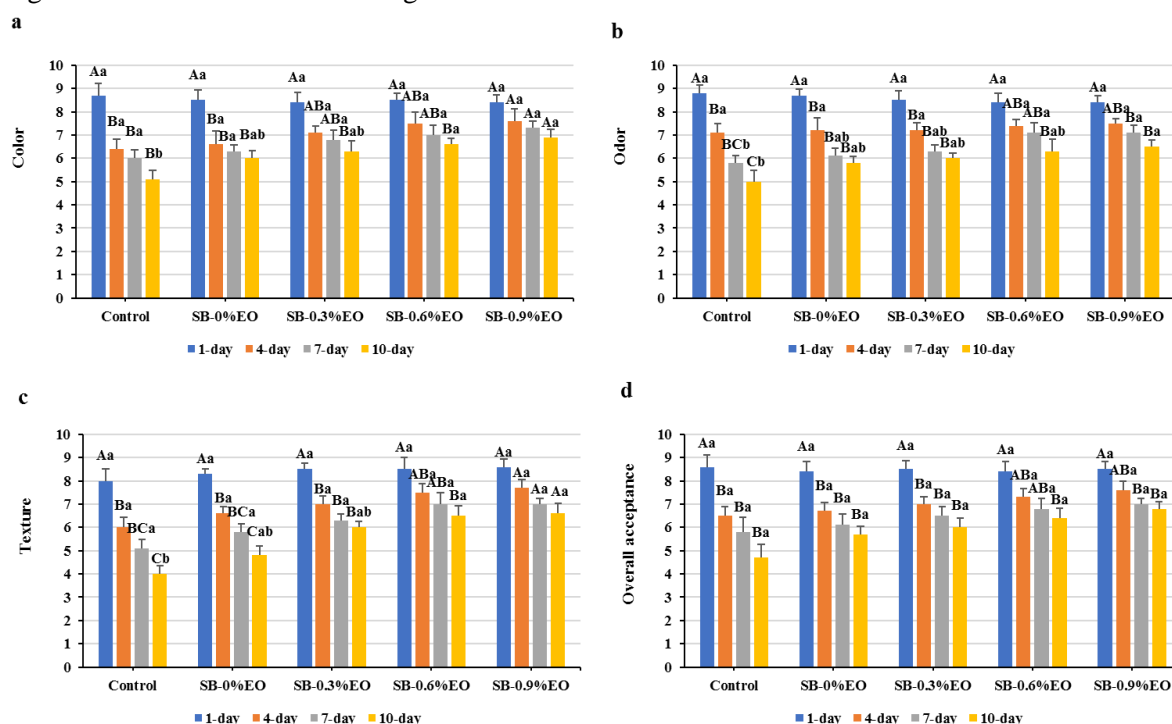 a
Color
10
9
8
7
6
5
4
3
2
1
0
Aa Ba Ba Bb
Aa Ba Ba Bab
Aa ABa ABa Bab
Aa ABa ABa Ba
Aa Aa Aa Aa
Control SB-0%EO SB-0.3%EO SB-0.6%EO SB-0.9%EO
1-day 4-day 7-day 10-day
b
Odor
10
9
8
7
6
5
4
3
2
1
0
Aa Ba BCb Cb
Aa Ba Bab Bab
Aa Ba Bab Bab
Aa ABa ABa Bab
Aa ABa Ba Ba
Control SB-0%EO SB-0.3%EO SB-0.6%EO SB-0.9%EO
1-day 4-day 7-day 10-day
c
Texture
10
9
8
7
6
5
4
3
2
1
0
Aa Ba BCa Cb
Aa Ba BCa Cab
Aa Ba Ba Bab
Aa ABa ABa Ba
Aa Aa Aa Aa
Control SB-0%EO SB-0.3%EO SB-0.6%EO SB-0.9%EO
1-day 4-day 7-day 10-day
d
Overall acceptance
10
9
8
7
6
5
4
3
2
1
0
Aa Ba Ba Ba
Aa Ba Ba Ba
Aa Ba Ba Ba
Aa ABa ABa Ba
Aa ABa Ba Ba
Control SB-0%EO SB-0.3%EO SB-0.6%EO SB-0.9%EO
1-day 4-day 7-day 10-day